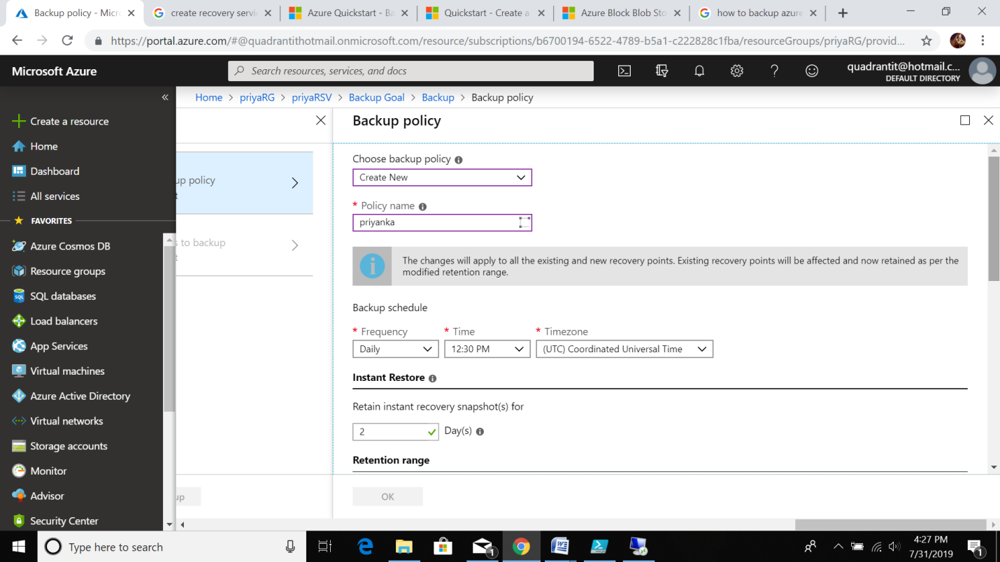 Backup policy - Micr
create recovery servi
Azure Quickstart - Ba
Quickstart - Create a
Azure Block Blob Sto
how to backup azure
https://portal.azure.com/#@quadrantithotmail.onmicrosoft.com/resource/subscriptions/b6700194-6522-4789-b5a1-c222828c1fba/resourceGroups/priyaRG/provid...
Microsoft Azure
Search resources, services, and docs
quadrantit@hotmail.c...
DEFAULT DIRECTORY
Home > priyaRG > priyaRSV > Backup Goal > Backup > Backup policy
Create a resource
Home
Dashboard
All services
FAVORITES
Azure Cosmos DB
Resource groups
SQL databases
Load balancers
App Services
Virtual machines
Azure Active Directory
Virtual networks
Storage accounts
Monitor
Advisor
Security Center
up policy
t
s to backup
t
up
Backup policy
Choose backup policy
Create New
* Policy name
priyanka
The changes will apply to all the existing and new recovery points. Existing recovery points will be affected and now retained as per the
modified retention range.
Backup schedule
* Frequency * Time * Timezone
Daily 12:30 PM (UTC) Coordinated Universal Time
Instant Restore
Retain instant recovery snapshot(s) for
2 Day(s)
Retention range
OK
Type here to search
1
4:27 PM
7/31/2019
1